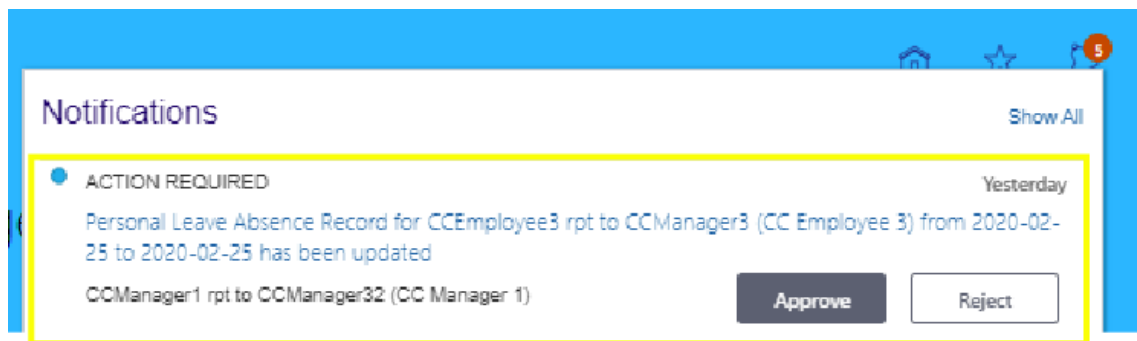 5
Notifications
Show All
ACTION REQUIRED
Yesterday
Personal Leave Absence Record for CCEmployee3 rpt to CCManager3 (CC Employee 3) from 2020-02-
25 to 2020-02-25 has been updated
CCManager1 rpt to CCManager32 (CC Manager 1)
Approve
Reject